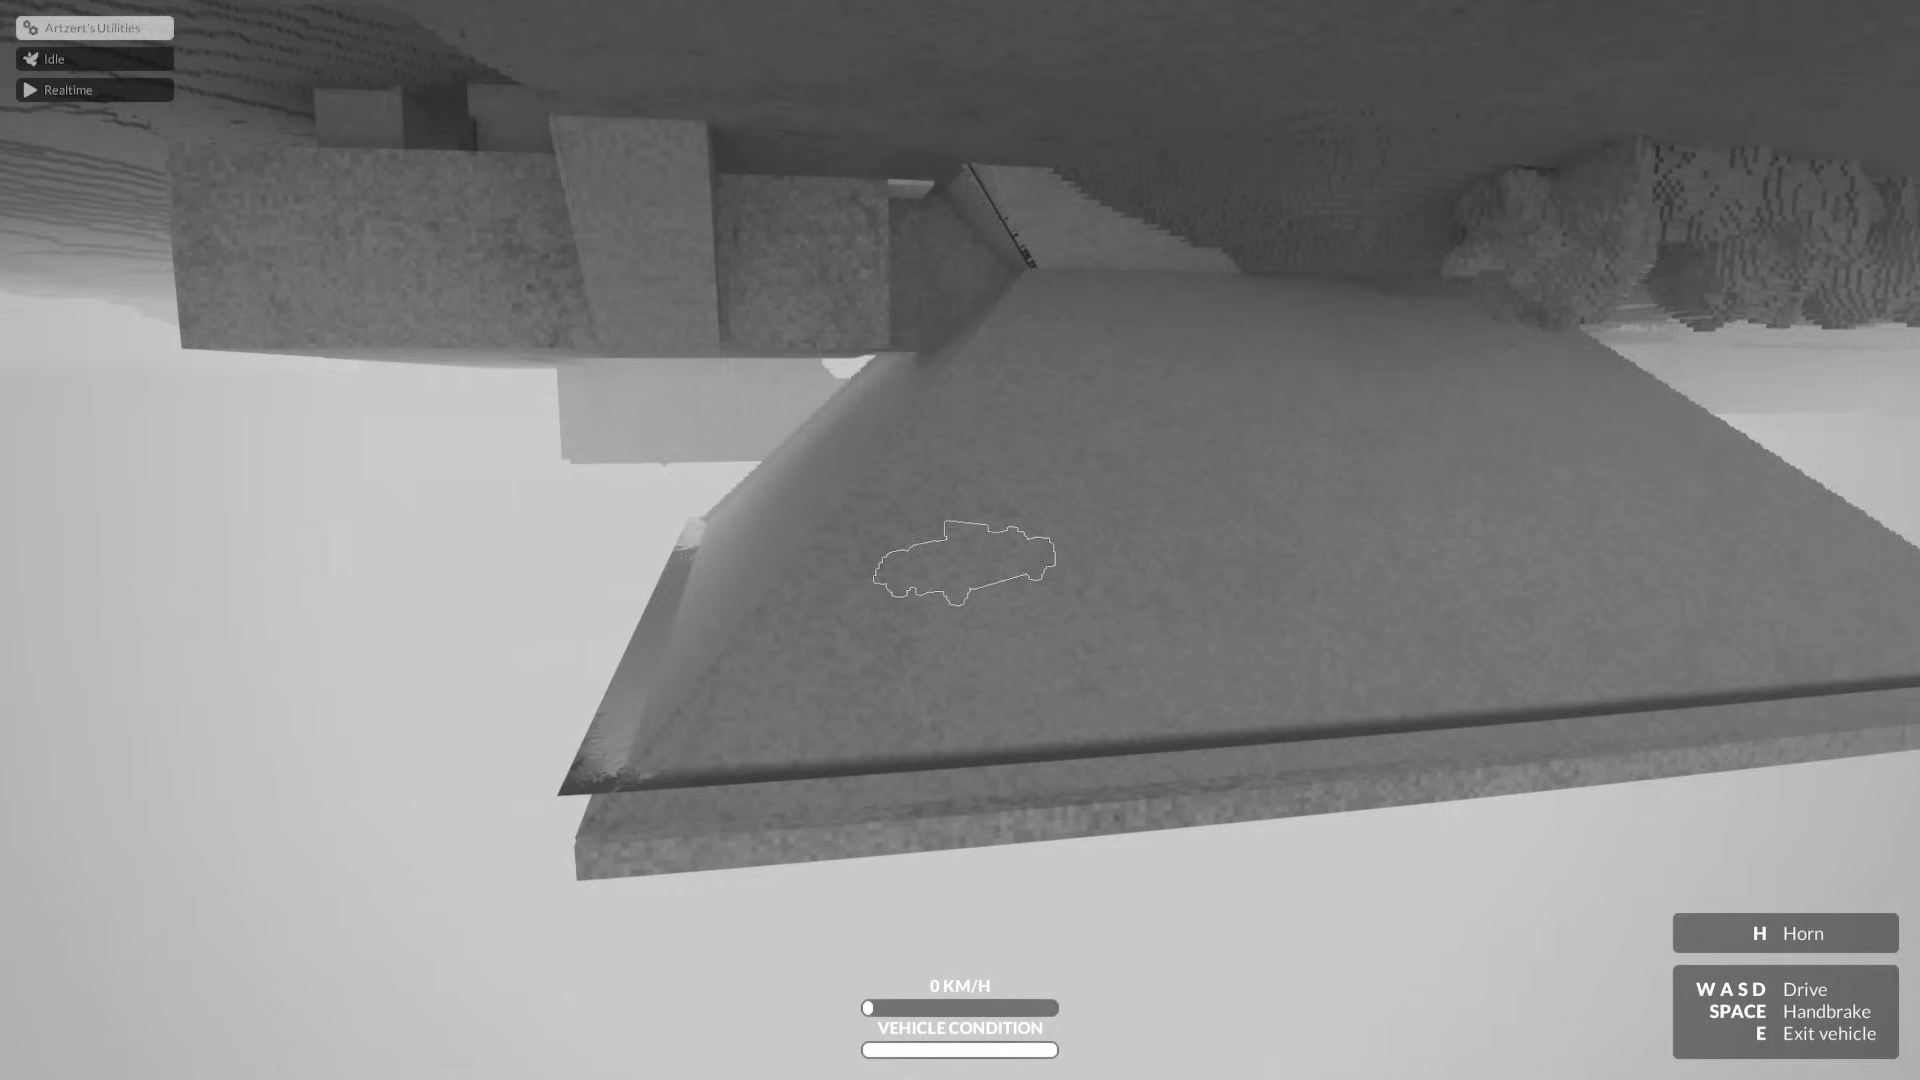 Artzert's Utilities
Idle
Realtime
0 KM/H
VEHICLE CONDITION
H Horn
W A S D Drive
SPACE Handbrake
E Exit vehicle